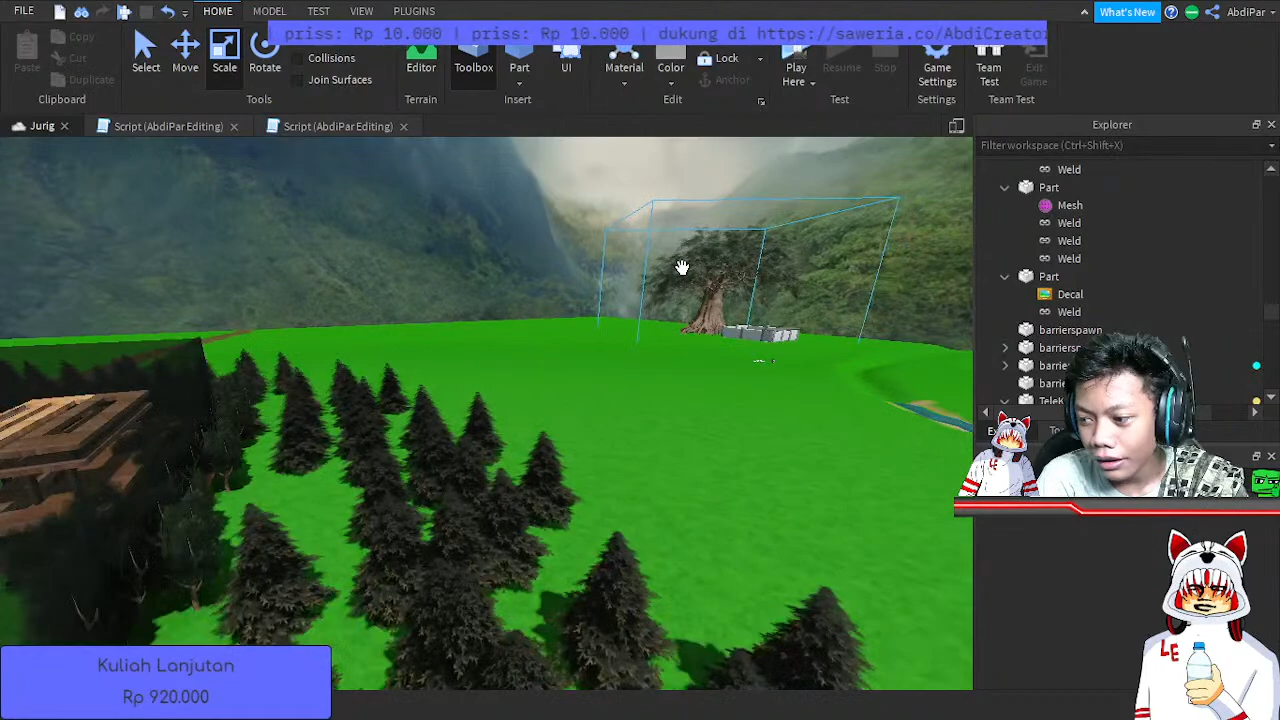 FILE HOME MODEL TEST VIEW PLUGINS What's New AbdiPar
priss: Rp 10.000 | priss: Rp 10.000 | dukung di https://saweria.co/AbdiCreator
Paste Copy Cut Duplicate
Select Move Scale Rotate Collisions Join Surfaces
Editor Toolbox Part UI Material Color Lock Anchor
Play Here Resume Stop Game Settings Team Test Exit Game
Clipboard Tools Terrain Insert Edit Test Settings Team Test
Jurig Script (AbdiPar Editing) Script (AbdiPar Editing)
Explorer
Filter workspace (Ctrl+Shift+X)
Weld
Part
Mesh
Weld
Weld
Weld
Part
Decal
Weld
barrierspawn
LE
LE
Kuliah Lanjutan
Rp 920.000